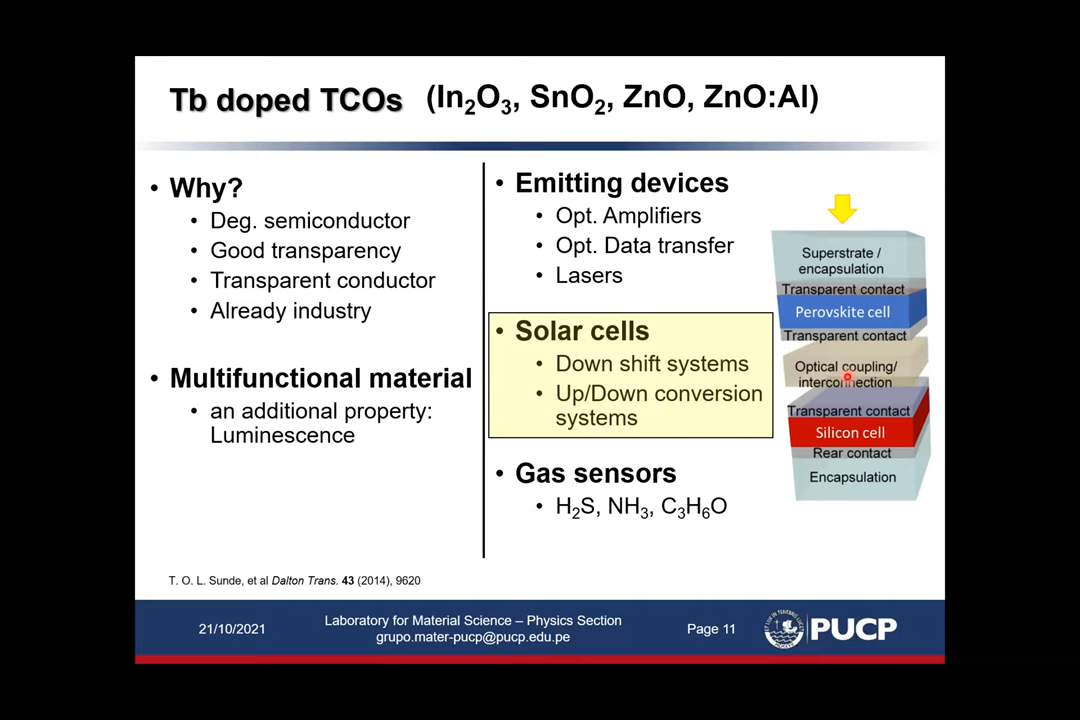 Tb doped TCOs (In₂O₃, SnO₂, ZnO, ZnO:Al)
• Why?
• Deg. semiconductor
• Good transparency
• Transparent conductor
• Already industry
• Multifunctional material
• an additional property:
Luminescence
• Emitting devices
• Opt. Amplifiers
• Opt. Data transfer
• Lasers
• Solar cells
• Down shift systems
• Up/Down conversion
systems
• Gas sensors
• H₂S, NH₃, C₃H₆O
Superstrate /
encapsulation
Transparent contact
Perovskite cell
Transparent contact
Optical coupling/
interconnection
Transparent contact
Silicon cell
Rear contact
Encapsulation
T. O. L. Sunde, et al Dalton Trans. 43 (2014), 9620
21/10/2021
Laboratory for Material Science – Physics Section
grupo.mater-pucp@pucp.edu.pe
Page 11
PUCP